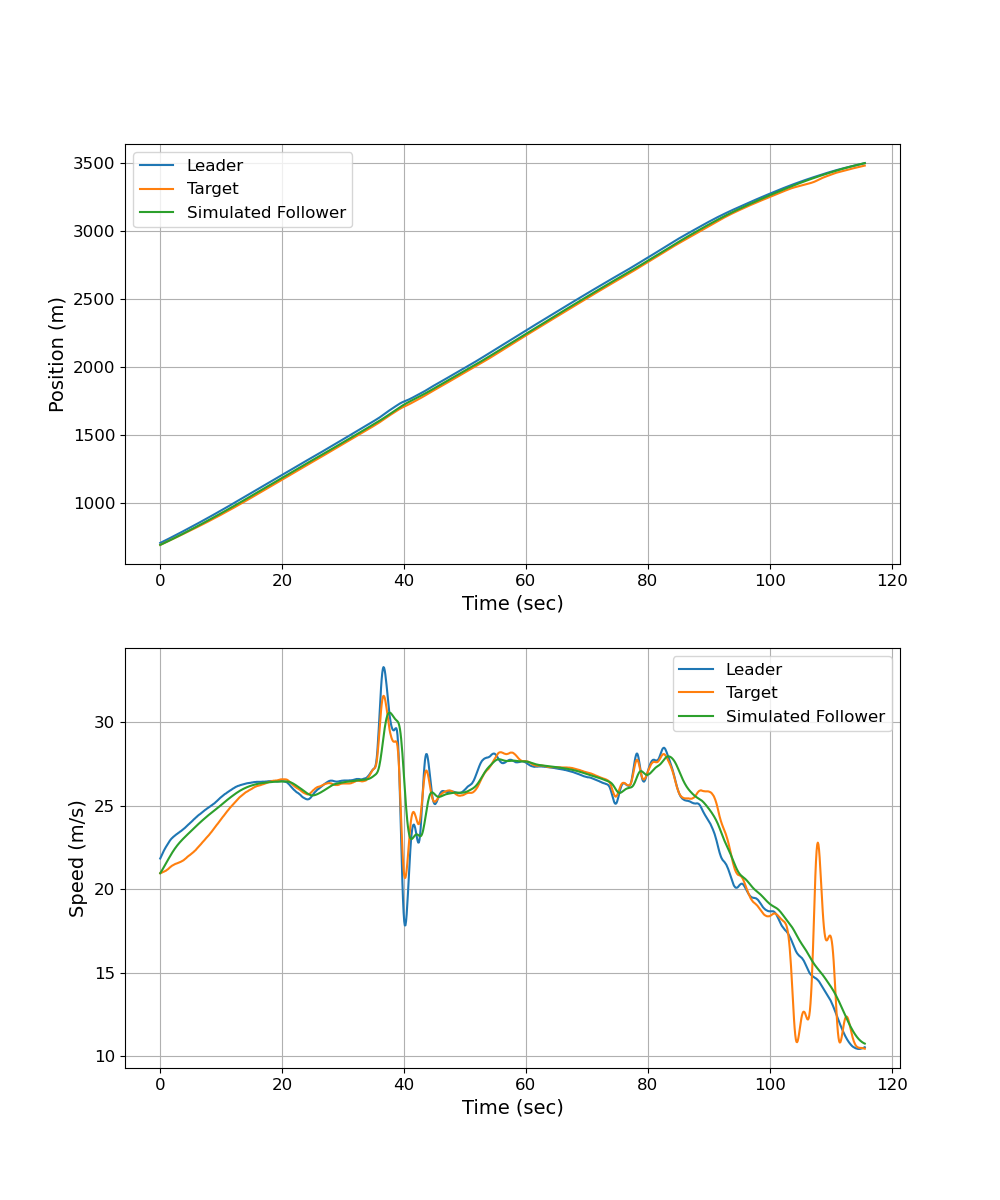 3500
3000
2500
2000
1500
1000
Position (m)
Leader
Target
Simulated Follower
0 20 40 60 80 100 120
Time (sec)
30
25
20
15
10
Speed (m/s)
Leader
Target
Simulated Follower
0 20 40 60 80 100 120
Time (sec)